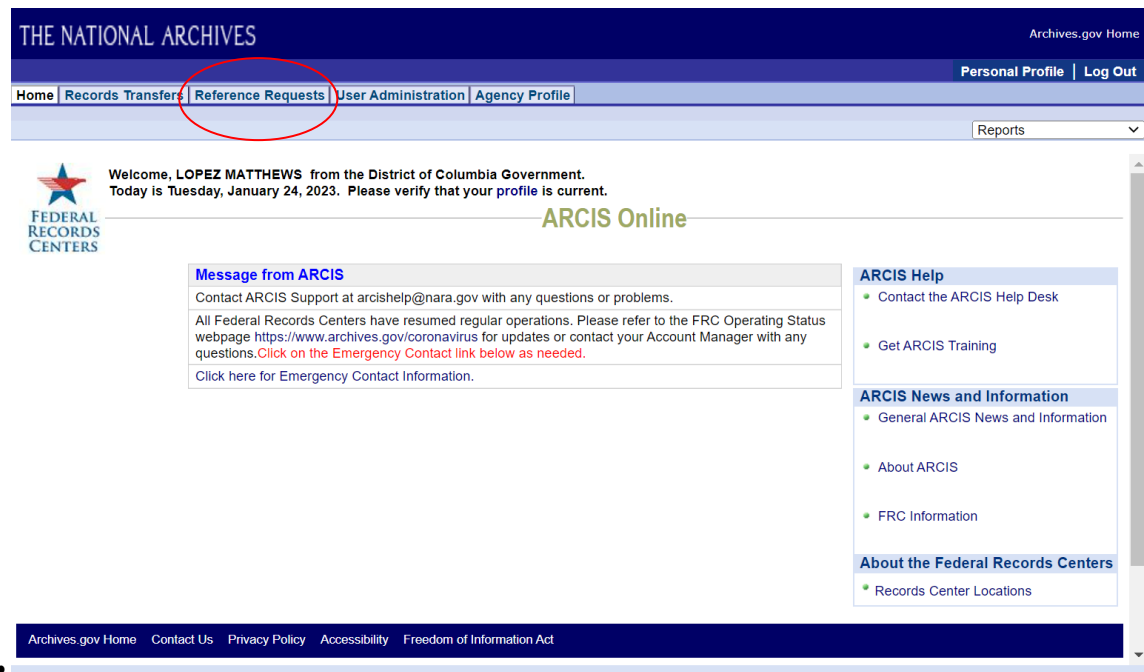 THE NATIONAL ARCHIVES
Archives.gov Home
Personal Profile | Log Out
Home Records Transfers Reference Requests User Administration Agency Profile
Reports
FEDERAL
RECORDS
CENTERS
Welcome, LOPEZ MATTHEWS from the District of Columbia Government.
Today is Tuesday, January 24, 2023. Please verify that your profile is current.
ARCIS Online
Message from ARCIS
Contact ARCIS Support at arcishelp@nara.gov with any questions or problems.
All Federal Records Centers have resumed regular operations. Please refer to the FRC Operating Status
webpage https://www.archives.gov/coronavirus for updates or contact your Account Manager with any
questions.Click on the Emergency Contact link below as needed.
Click here for Emergency Contact Information.
ARCIS Help
Contact the ARCIS Help Desk
Get ARCIS Training
ARCIS News and Information
General ARCIS News and Information
About ARCIS
FRC Information
About the Federal Records Centers
Records Center Locations
Archives.gov Home Contact Us Privacy Policy Accessibility Freedom of Information Act